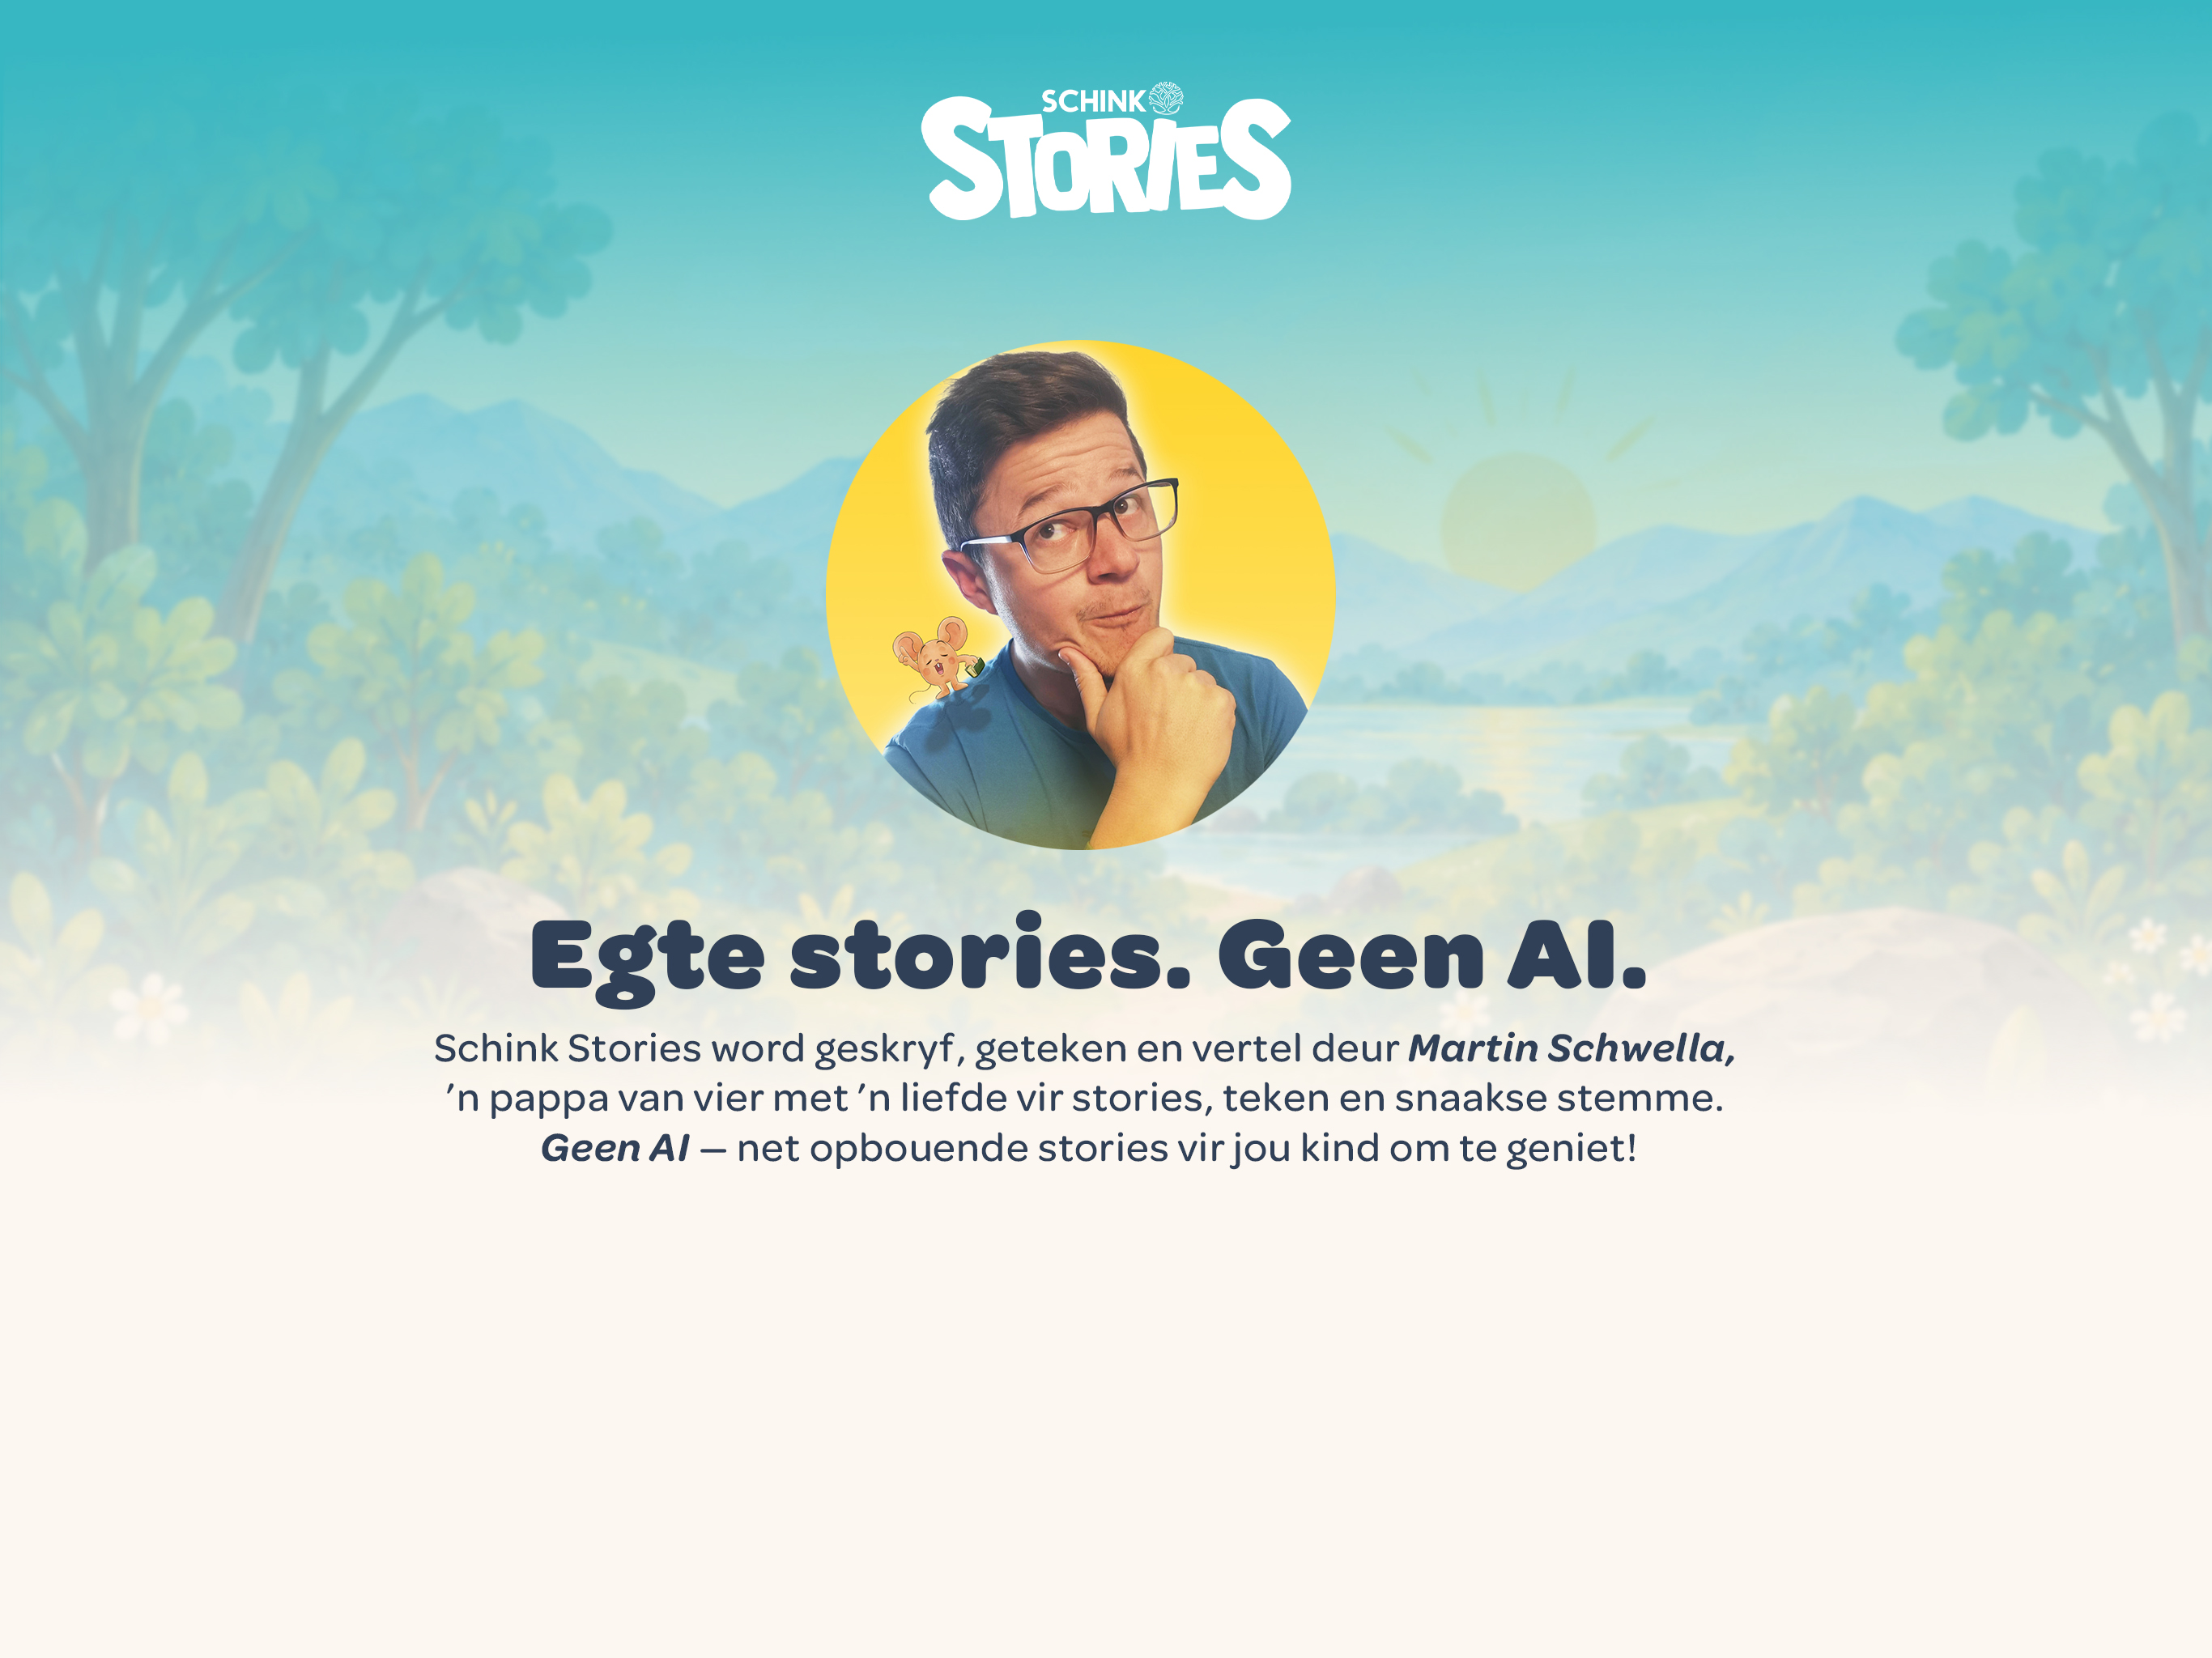 SCHINK
STORIES
Egte stories. Geen AI.
Schink Stories word geskryf, geteken en vertel deur Martin Schwella,
’n pappa van vier met ’n liefde vir stories, teken en snaakse stemme.
Geen AI – net opbouende stories vir jou kind om te geniet!